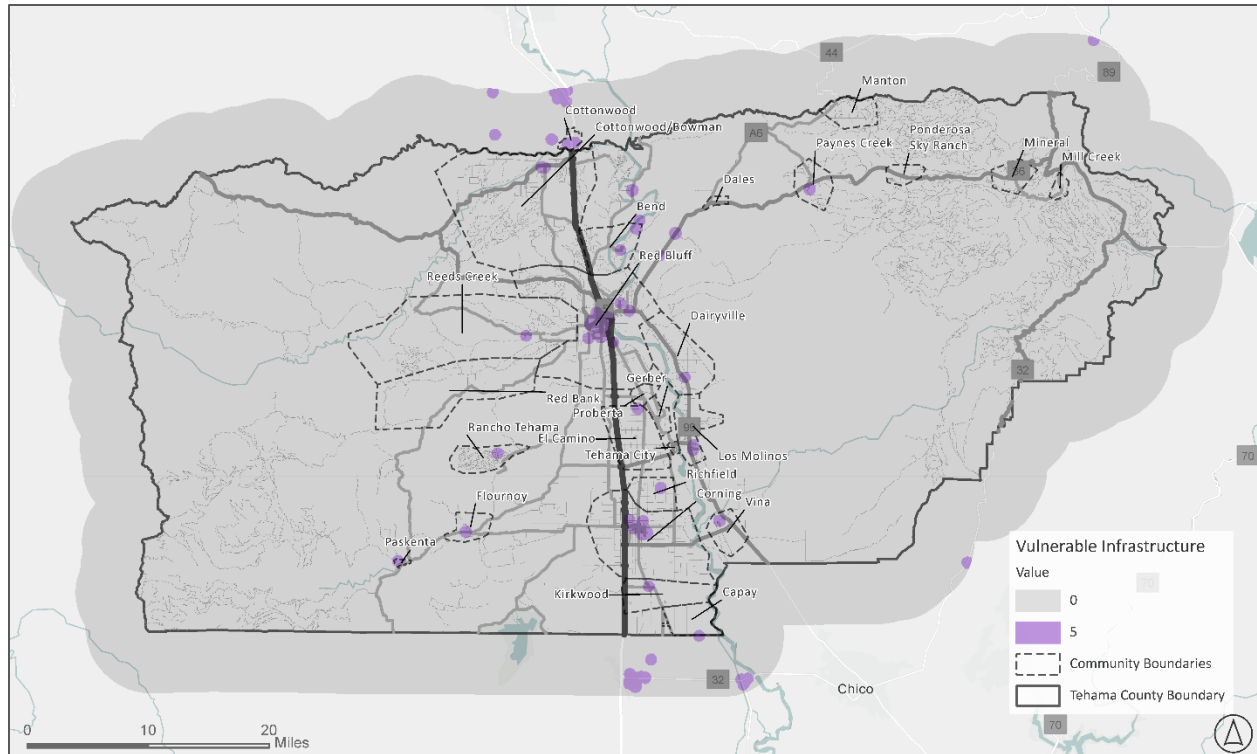 44
89
Manton
Cottonwood
Cottonwood/Bowman
A6
Ponderosa
Sky Ranch
Paynes Creek
Mineral
36
Mill Creek
Dales
Bend
Red Bluff
Reeds Creek
Dairyville
32
Gerber
Red Bank
Proberta
Rancho Tehama
El Camino
99
Tehama City
Los Molinos
70
Richfield
Corning
Flournoy
Vina
Paskenta
Kirkwood
Capay
32
Chico
Vulnerable Infrastructure
Value
70
0
5
Community Boundaries
Tehama County Boundary
70
0 10 20
Miles